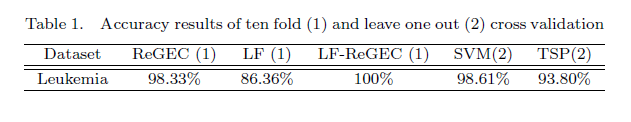 Table 1. Accuracy results of ten fold (1) and leave one out (2) cross validation
Dataset ReGEC (1) LF (1) LF-ReGEC (1) SVM(2) TSP(2)
Leukemia 98.33% 86.36% 100% 98.61% 93.80%